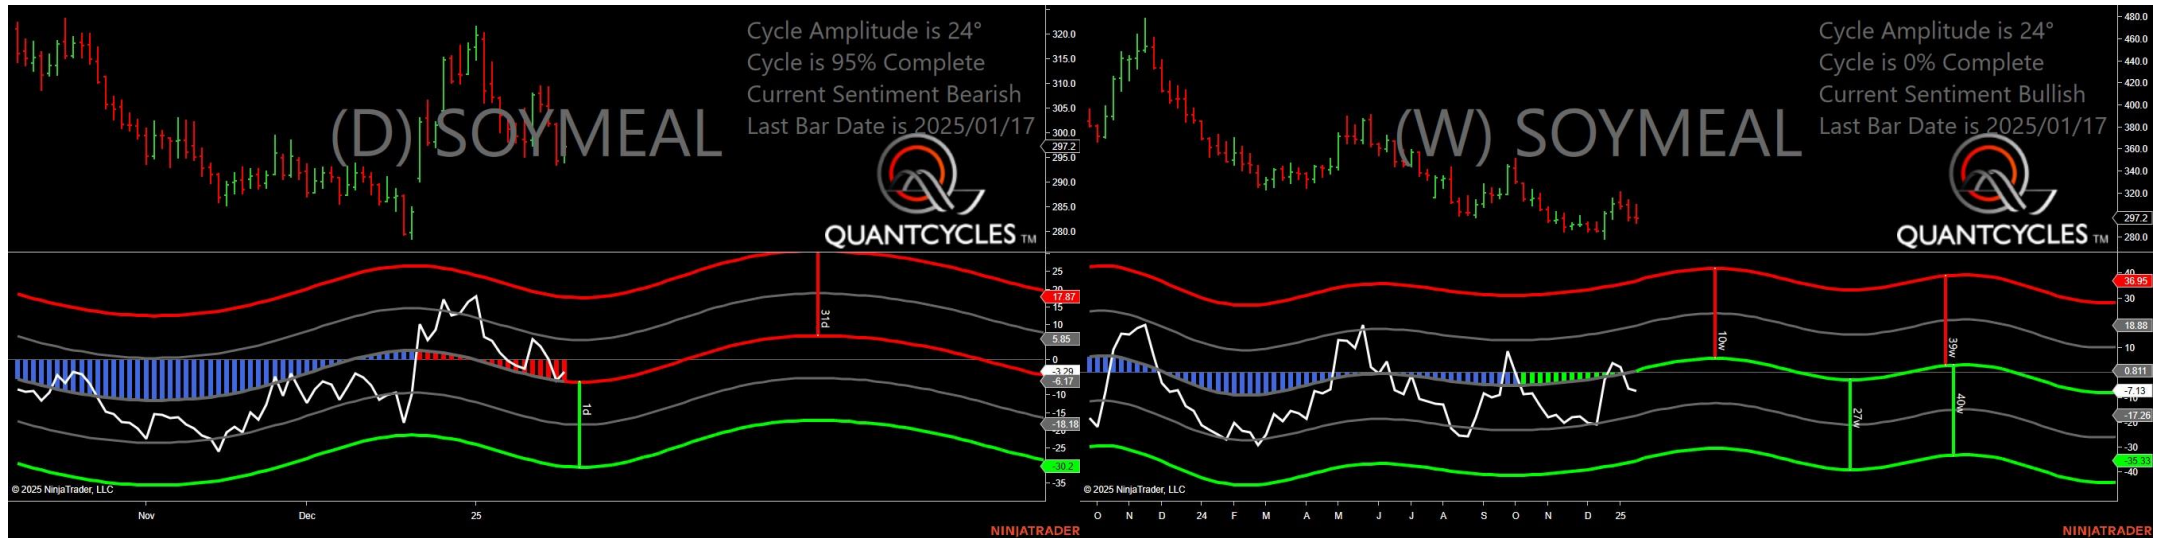 Cycle Amplitude is 24°
Cycle is 95% Complete
Current Sentiment Bearish
Last Bar Date is 2025/01/17
(D) SOYMEAL
QUANTCYCLES TM
320.0
315.0
310.0
305.0
300.0
297.2
295.0
290.0
285.0
280.0
25
20
17.87
15
10
5.85
0
-3.29
-6.17
-10
-15
-18.18
-25
-30.2
-35
31d
1d
© 2025 NinjaTrader, LLC
Nov
Dec
25
NINJATRADER
Cycle Amplitude is 24°
Cycle is 0% Complete
Current Sentiment Bullish
Last Bar Date is 2025/01/17
(W) SOYMEAL
QUANTCYCLES TM
480.0
460.0
440.0
420.0
400.0
380.0
360.0
340.0
320.0
297.2
280.0
40
36.95
30
18.88
10
0.811
-7.13
-10
-17.26
-20
-30
-35.33
-40
10w
39w
27w
40w
© 2025 NinjaTrader, LLC
O N D 24 F M A M J J A S O N D 25
NINJATRADER